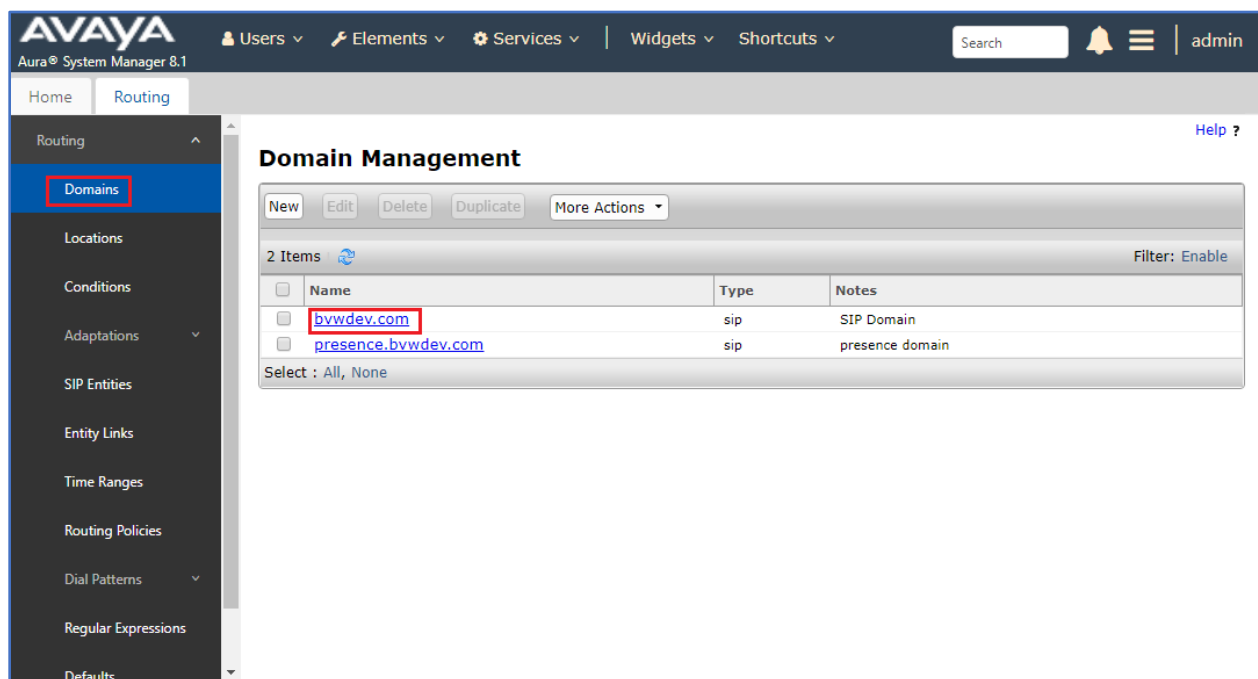 AVAYA
Aura® System Manager 8.1
Users Elements Services | Widgets Shortcuts Search | admin
Home Routing
Help ?
Routing
Domains
Locations
Conditions
Adaptations
SIP Entities
Entity Links
Time Ranges
Routing Policies
Dial Patterns
Regular Expressions
Defaults
Domain Management
New Edit Delete Duplicate More Actions
2 Items Filter: Enable
Name Type Notes
bvwdev.com sip SIP Domain
presence.bvwdev.com sip presence domain
Select : All, None